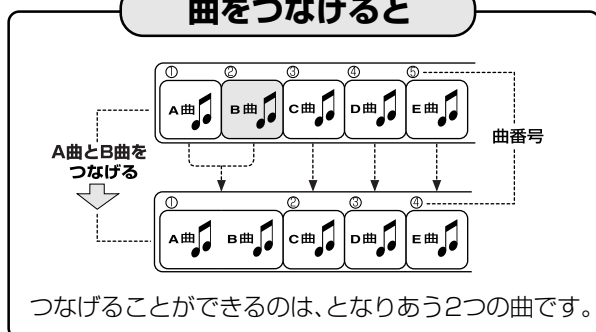 曲をつなげると
① ② ③ ④ ⑤
A曲 B曲 C曲 D曲 E曲
曲番号
A曲とB曲を
つなげる
① ② ③ ④
A曲 B曲 C曲 D曲 E曲
つなげることができるのは、となりあう2つの曲です。